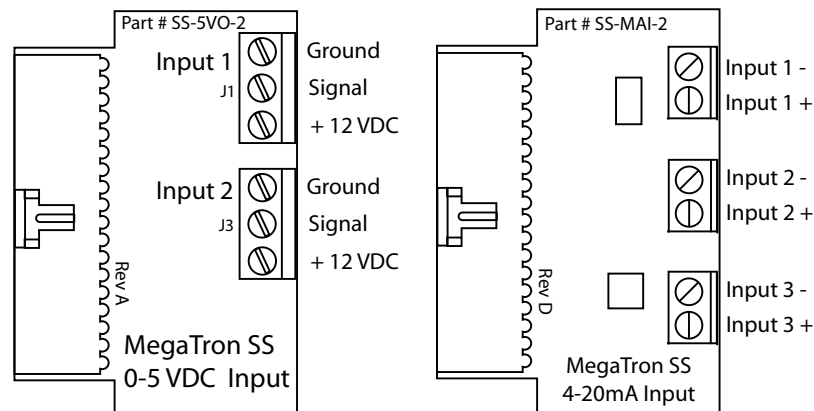 Part # SS-5VO-2
Input 1
J1
Ground
Signal
+ 12 VDC
Input 2
J3
Ground
Signal
+ 12 VDC
Rev A
MegaTron SS
0-5 VDC Input
Part # SS-MAI-2
Input 1 -
Input 1 +
Input 2 -
Input 2 +
Input 3 -
Input 3 +
Rev D
MegaTron SS
4-20mA Input